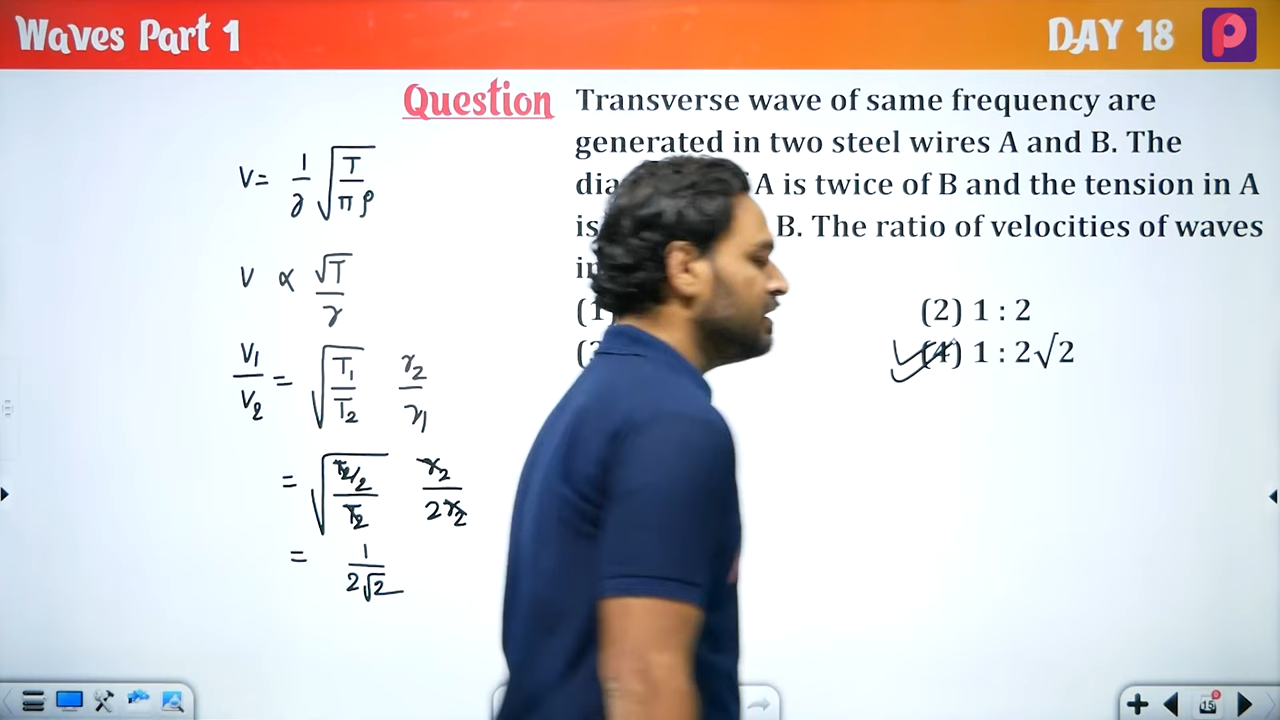 Waves Part 1
DAY 18
Question
Transverse wave of same frequency are
generated in two steel wires A and B. The
A is twice of B and the tension in A
B. The ratio of velocities of waves
(2) 1 : 2
(4) 1 : 2√2
V = 1/r √(T/πρ)
V ∝ √T/r
V1/V2 = √(T1/T2) r2/r1
= √((T2/2)/T2) r2/2r2
= 1/2√2
15